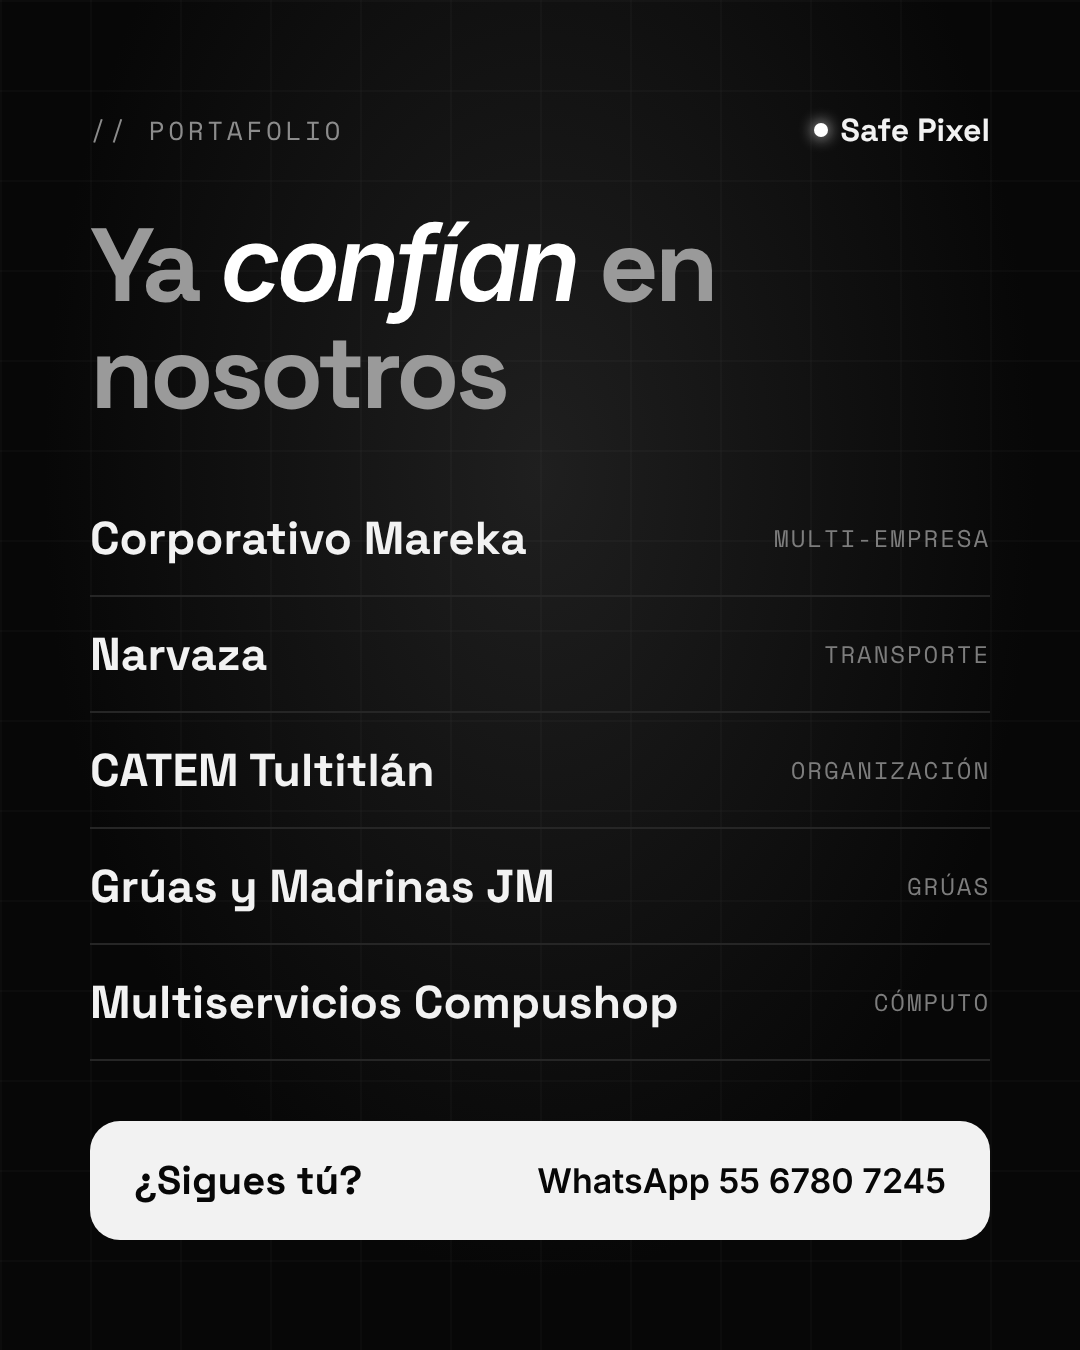 // PORTAFOLIO
Safe Pixel
Ya confían en
nosotros
Corporativo Mareka
MULTI-EMPRESA
Narvaza
TRANSPORTE
CATEM Tultitlán
ORGANIZACIÓN
Grúas y Madrinas JM
GRÚAS
Multiservicios Compushop
CÓMPUTO
¿Sigues tú?
WhatsApp 55 6780 7245